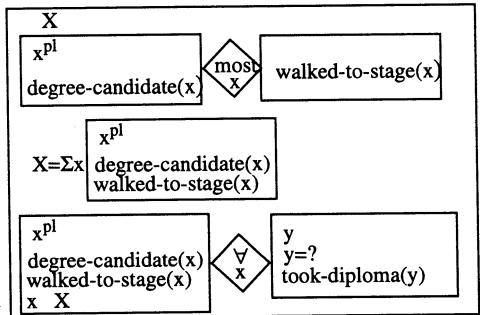 X
x^pl
degree-candidate(x)
most
x
walked-to-stage(x)
X=Σx
x^pl
degree-candidate(x)
walked-to-stage(x)
x^pl
degree-candidate(x)
walked-to-stage(x)
x X
∀
x
y
y=?
took-diploma(y)